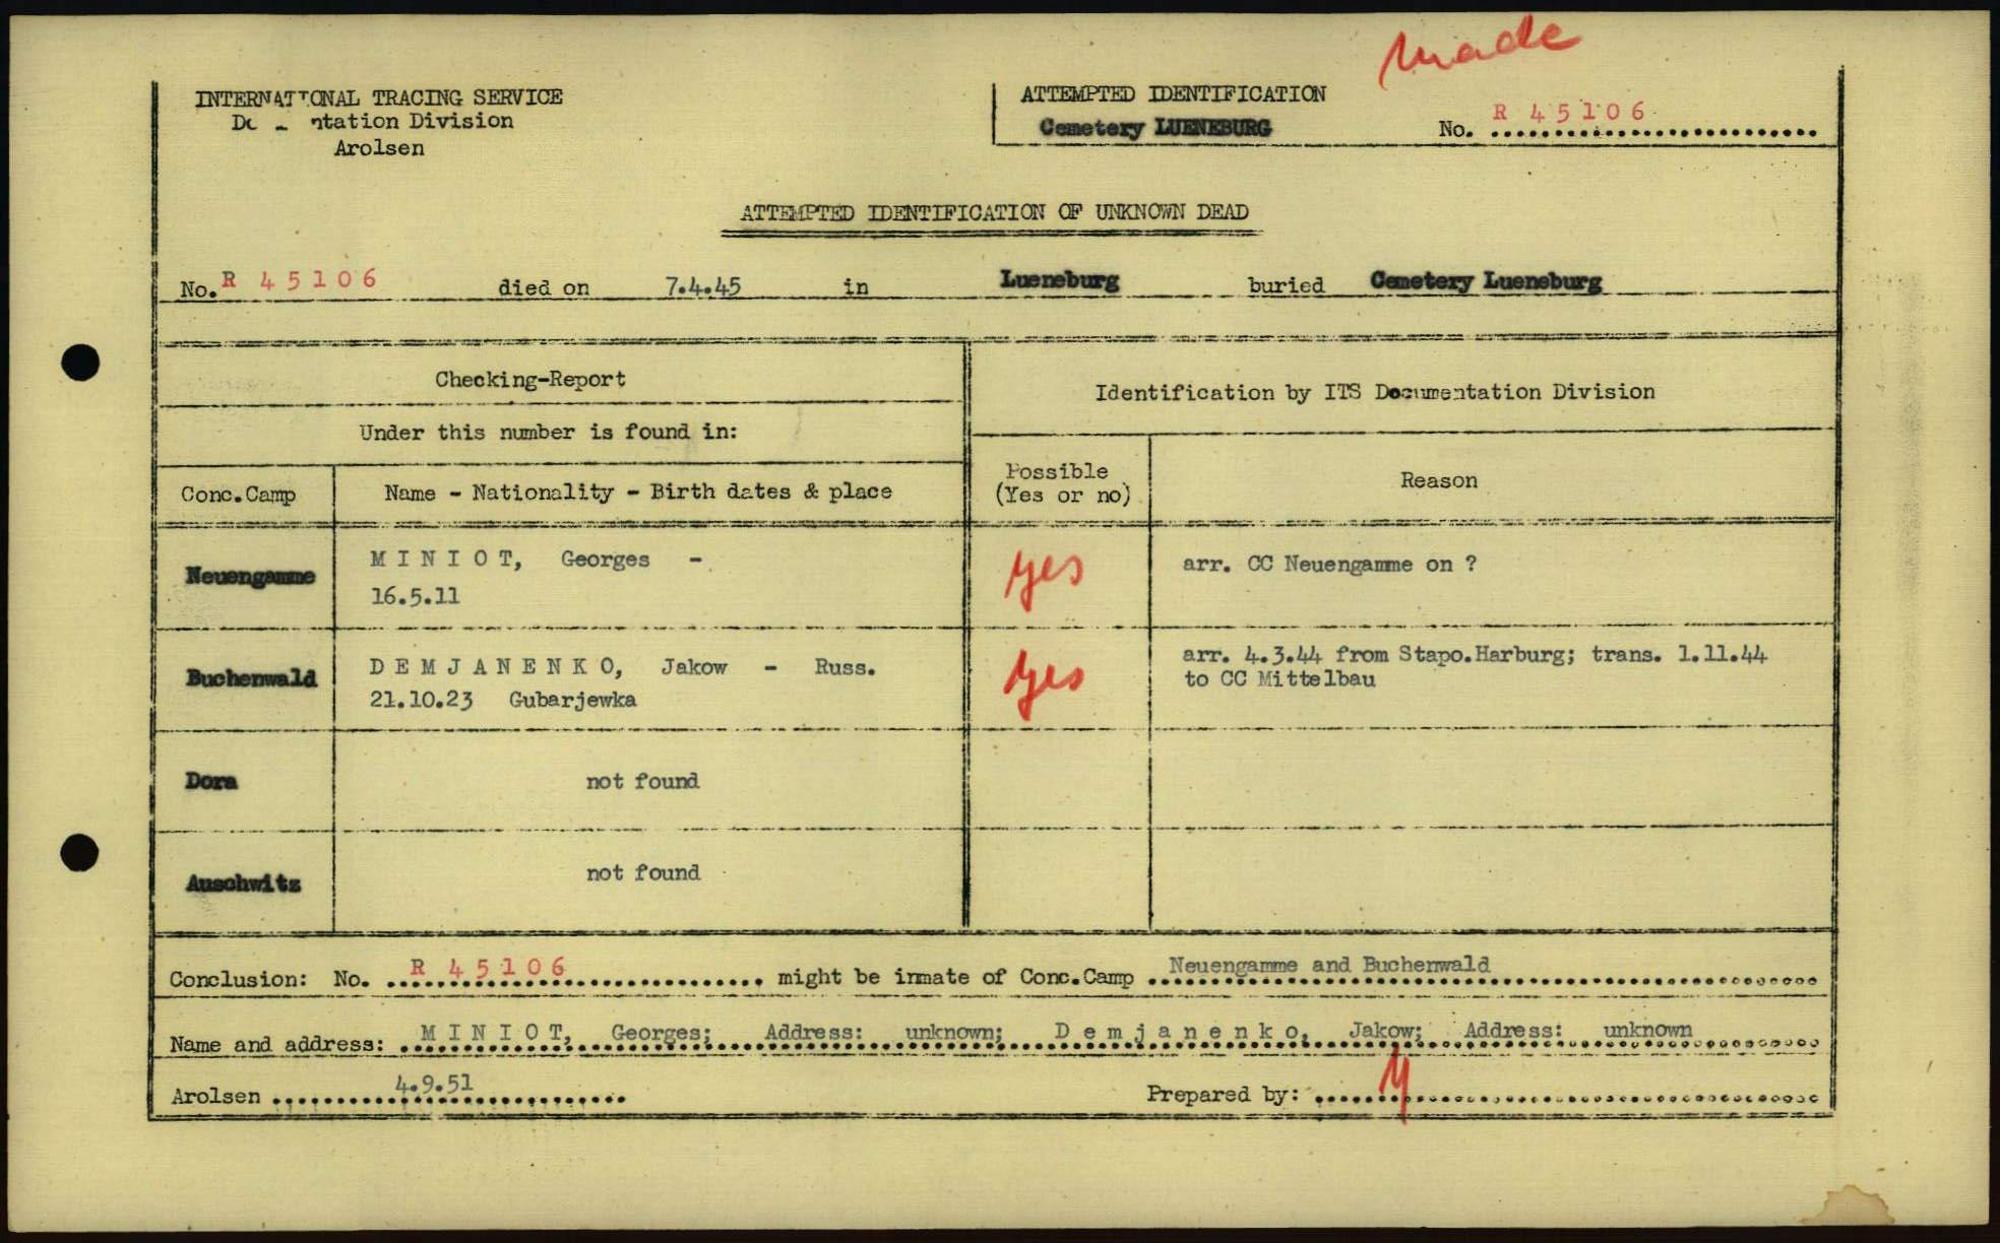 made
INTERNATIONAL TRACING SERVICE
ntation Division
Arolsen
ATTEMPTED IDENTIFICATION
Cemetery LUENEBURG
No. R 45106
ATTEMPTED IDENTIFICATION OF UNKNOWN DEAD
No. R 45106 died on 7.4.45 in Lueneburg buried Cemetery Lueneburg
Checking-Report
Under this number is found in:
Identification by ITS Documentation Division
Conc.Camp Name - Nationality - Birth dates & place
Possible
(Yes or no)
Reason
Neuengamme
M I N I O T, Georges -
16.5.11
yes
arr. CC Neuengamme on ?
Buchenwald
D E M J A N E N K O, Jakow - Russ.
21.10.23 Gubarjewka
yes
arr. 4.3.44 from Stapo.Harburg; trans. 1.11.44
to CC Mittelbau
Dora not found
Auschwitz not found
Conclusion: No. R 45106 might be inmate of Conc.Camp Neuengamme and Buchenwald
Name and address: M I N I O T, Georges; Address: unknown; D e m j a n e n k o, Jakow; Address: unknown
Arolsen 4.9.51 Prepared by: